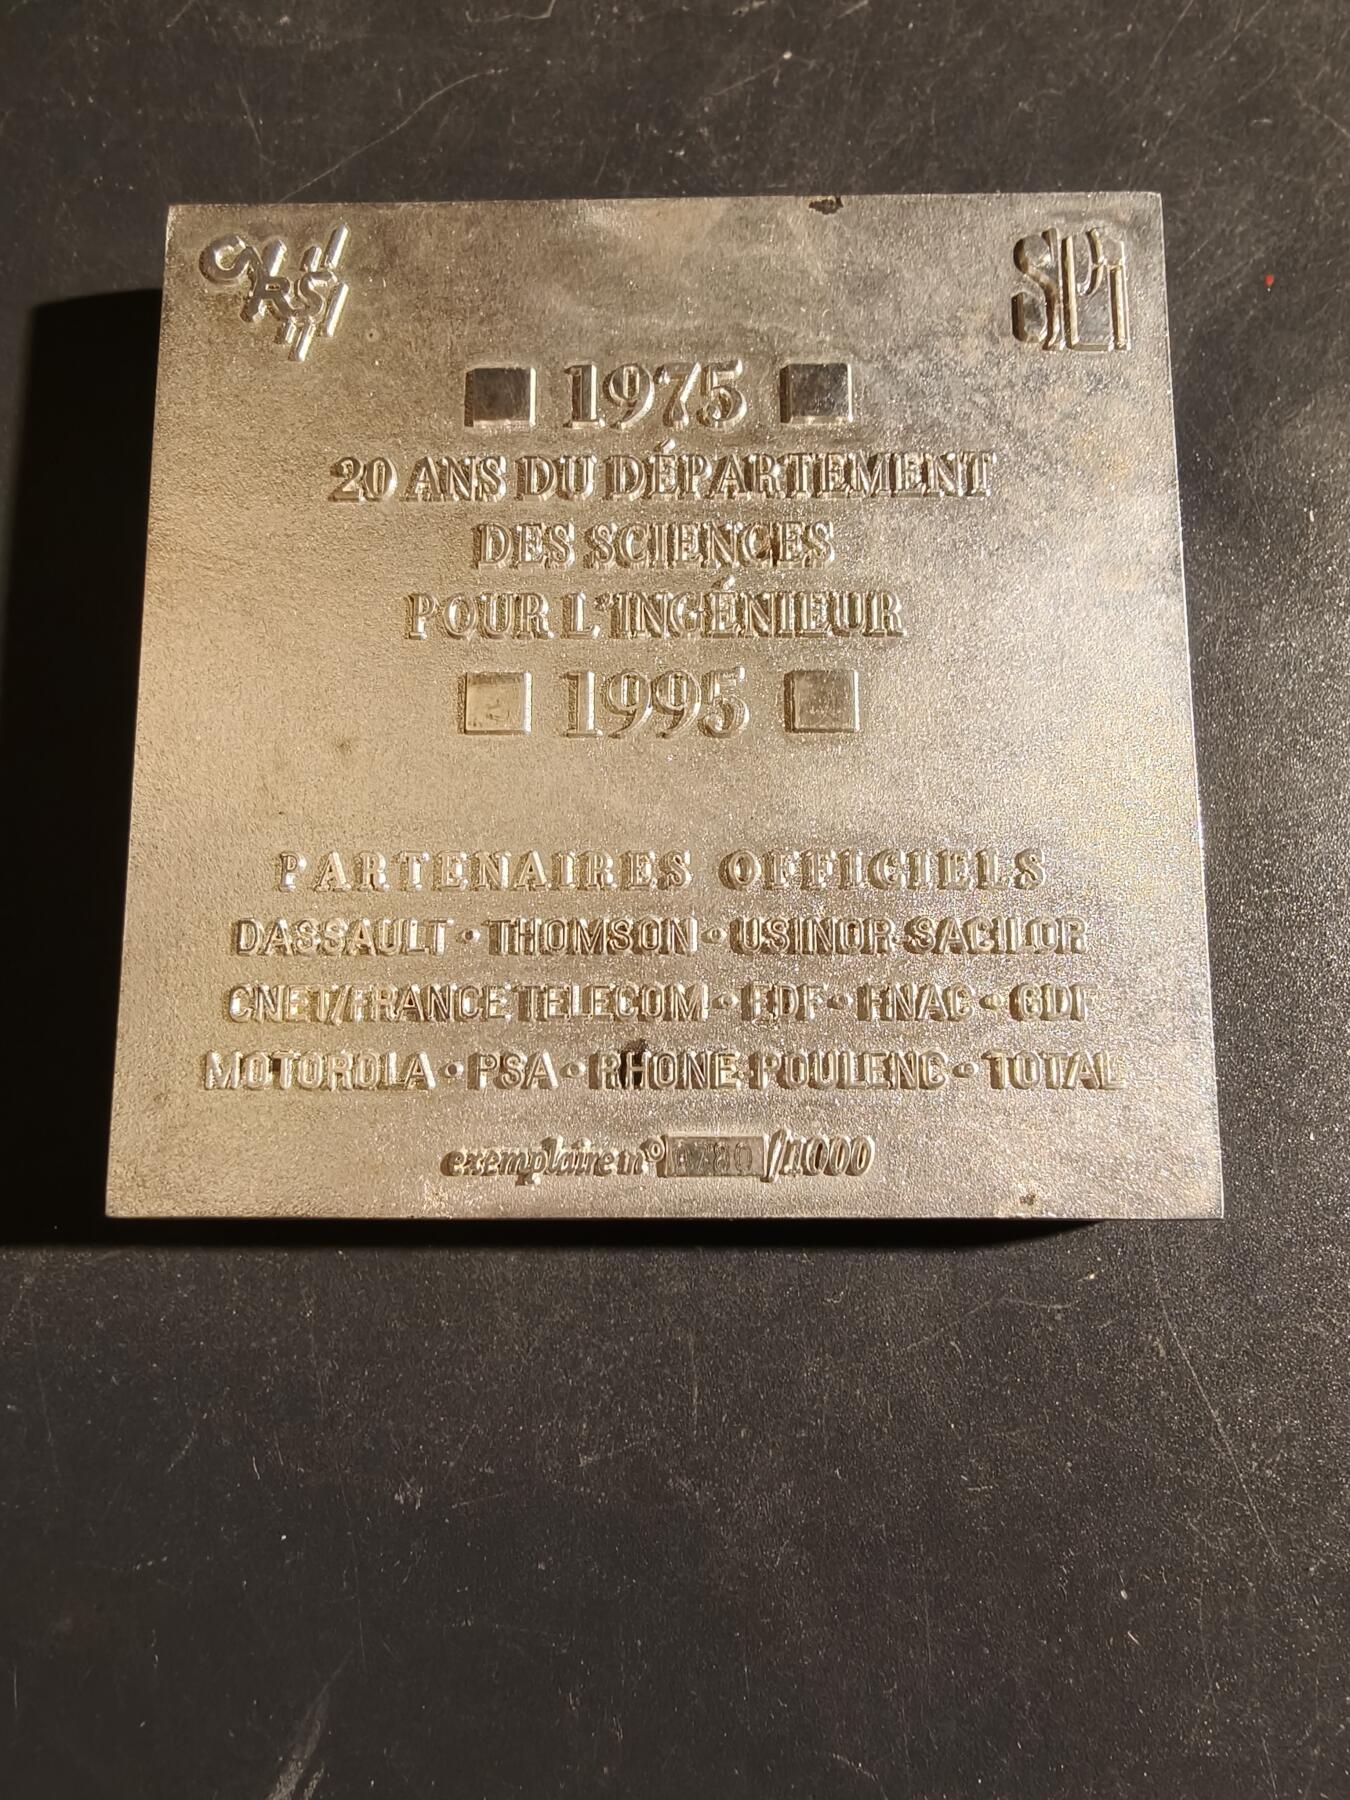 CNRS
SPI
1975
20 ANS DU DÉPARTEMENT
DES SCIENCES
POUR L'INGÉNIEUR
1995
PARTENAIRES OFFICIELS
DASSAULT • THOMSON • USINOR SACILOR
CNET/FRANCE TELECOM • EDF • FNAC • GDF
MOTOROLA • PSA • RHONE POULENC • TOTAL
exemplaire n° /1000